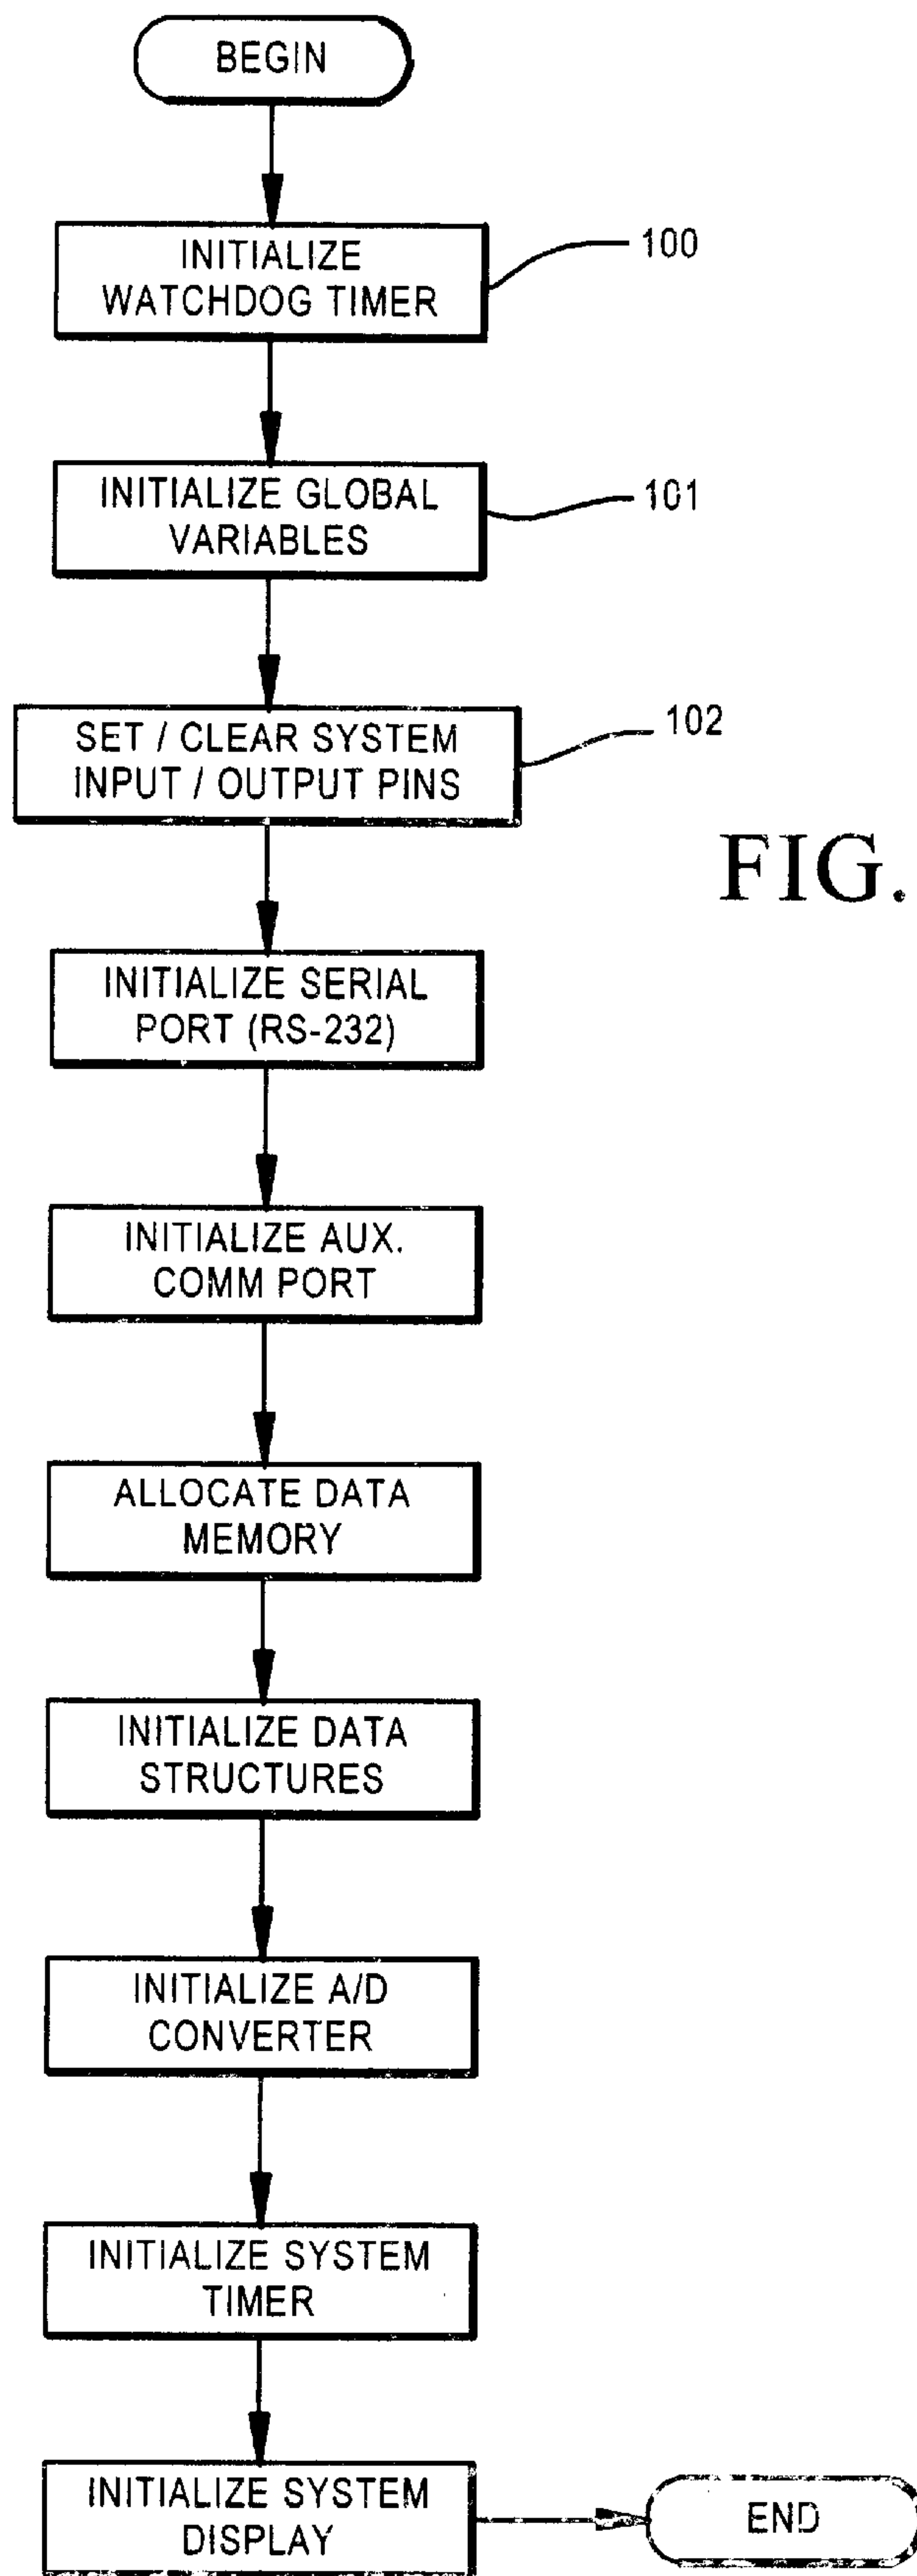 BEGIN
INITIALIZE
WATCHDOG TIMER
100
INITIALIZE GLOBAL
VARIABLES
101
SET / CLEAR SYSTEM
INPUT / OUTPUT PINS
102
FIG.
INITIALIZE SERIAL
PORT (RS-232)
INITIALIZE AUX.
COMM PORT
ALLOCATE DATA
MEMORY
INITIALIZE DATA
STRUCTURES
INITIALIZE A/D
CONVERTER
INITIALIZE SYSTEM
TIMER
INITIALIZE SYSTEM
DISPLAY
END